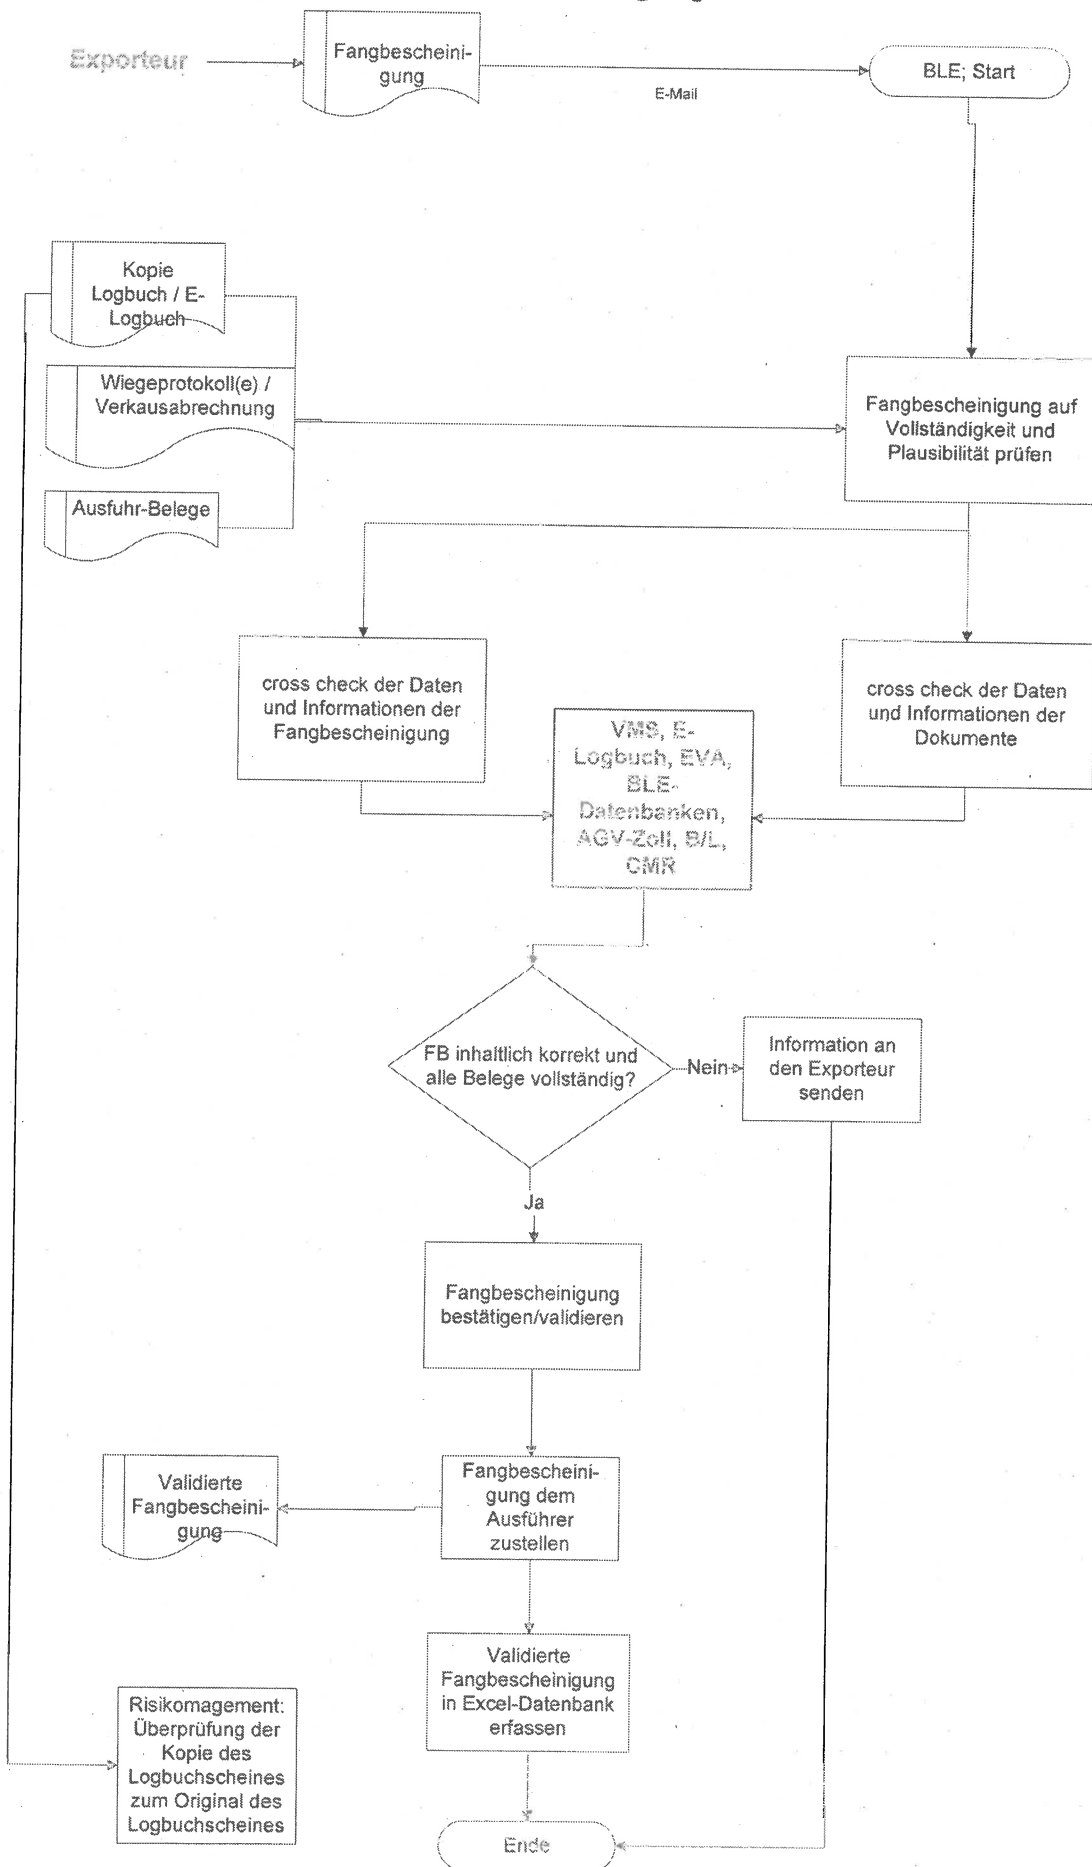 Exporteur
Fangbescheini-
gung
E-Mail
BLE; Start
Kopie
Logbuch / E-
Logbuch
Wiegeprotokoll(e) /
Verkausabrechnung
Ausfuhr-Belege
Fangbescheinigung auf
Vollständigkeit und
Plausibilität prüfen
cross check der Daten
und Informationen der
Fangbescheinigung
VMS, E-
Logbuch, EVA,
BLE-
Datenbanken,
AGV-Zoll, B/L,
CMR
cross check der Daten
und Informationen der
Dokumente
FB inhaltlich korrekt und
alle Belege vollständig?
Nein
Information an
den Exporteur
senden
Ja
Fangbescheinigung
bestätigen/validieren
Validierte
Fangbescheini-
gung
Fangbescheini-
gung dem
Ausführer
zustellen
Validierte
Fangbescheinigung
in Excel-Datenbank
erfassen
Risikomagement:
Überprüfung der
Kopie des
Logbuchscheines
zum Original des
Logbuchscheines
Ende